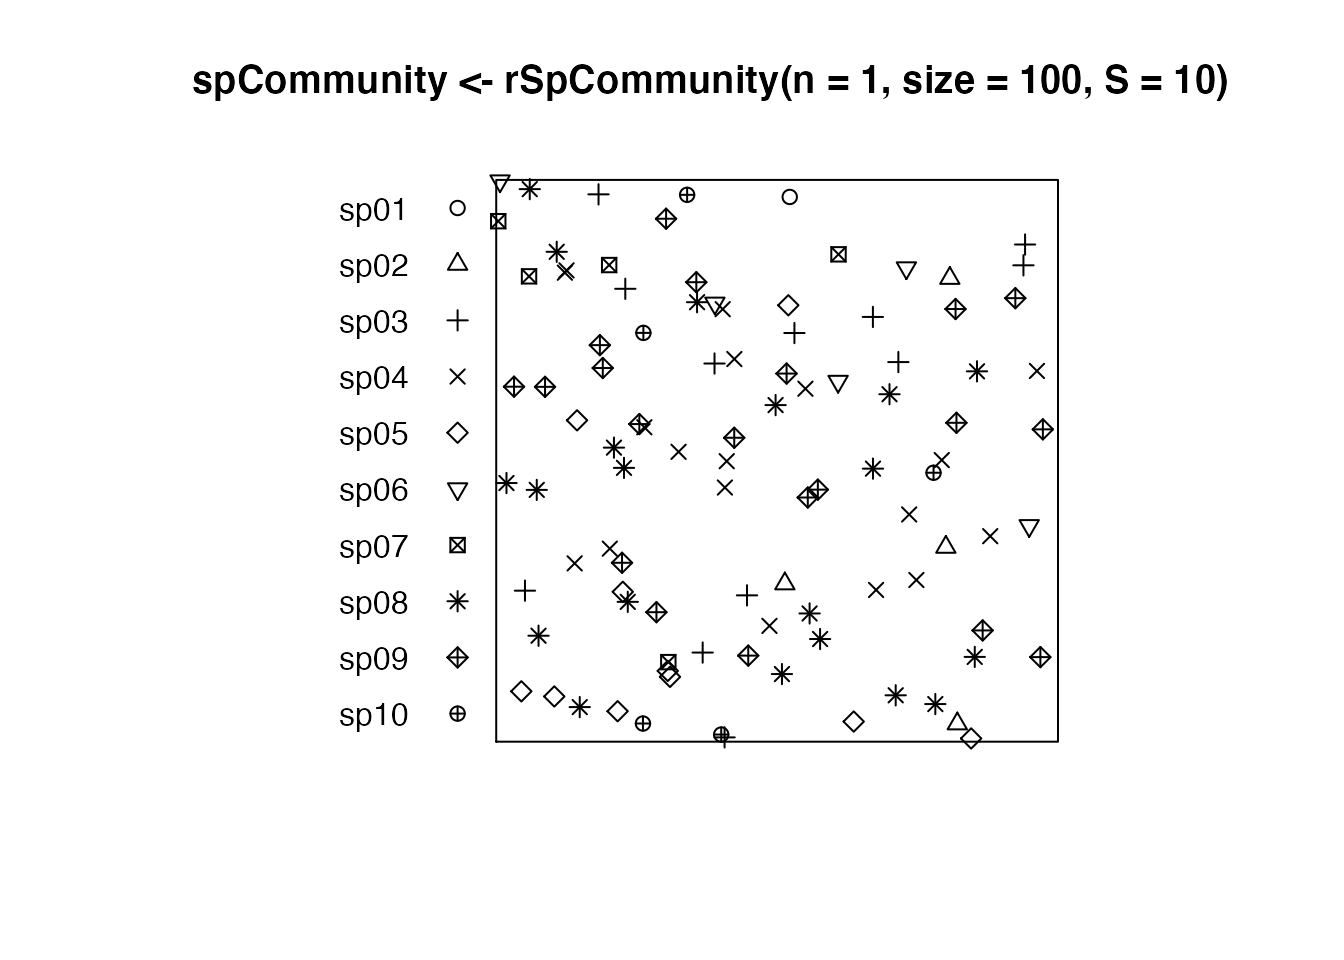 spCommunity <- rSpCommunity(n = 1, size = 100, S = 10)
sp01
sp02
sp03
sp04
sp05
sp06
sp07
sp08
sp09
sp10